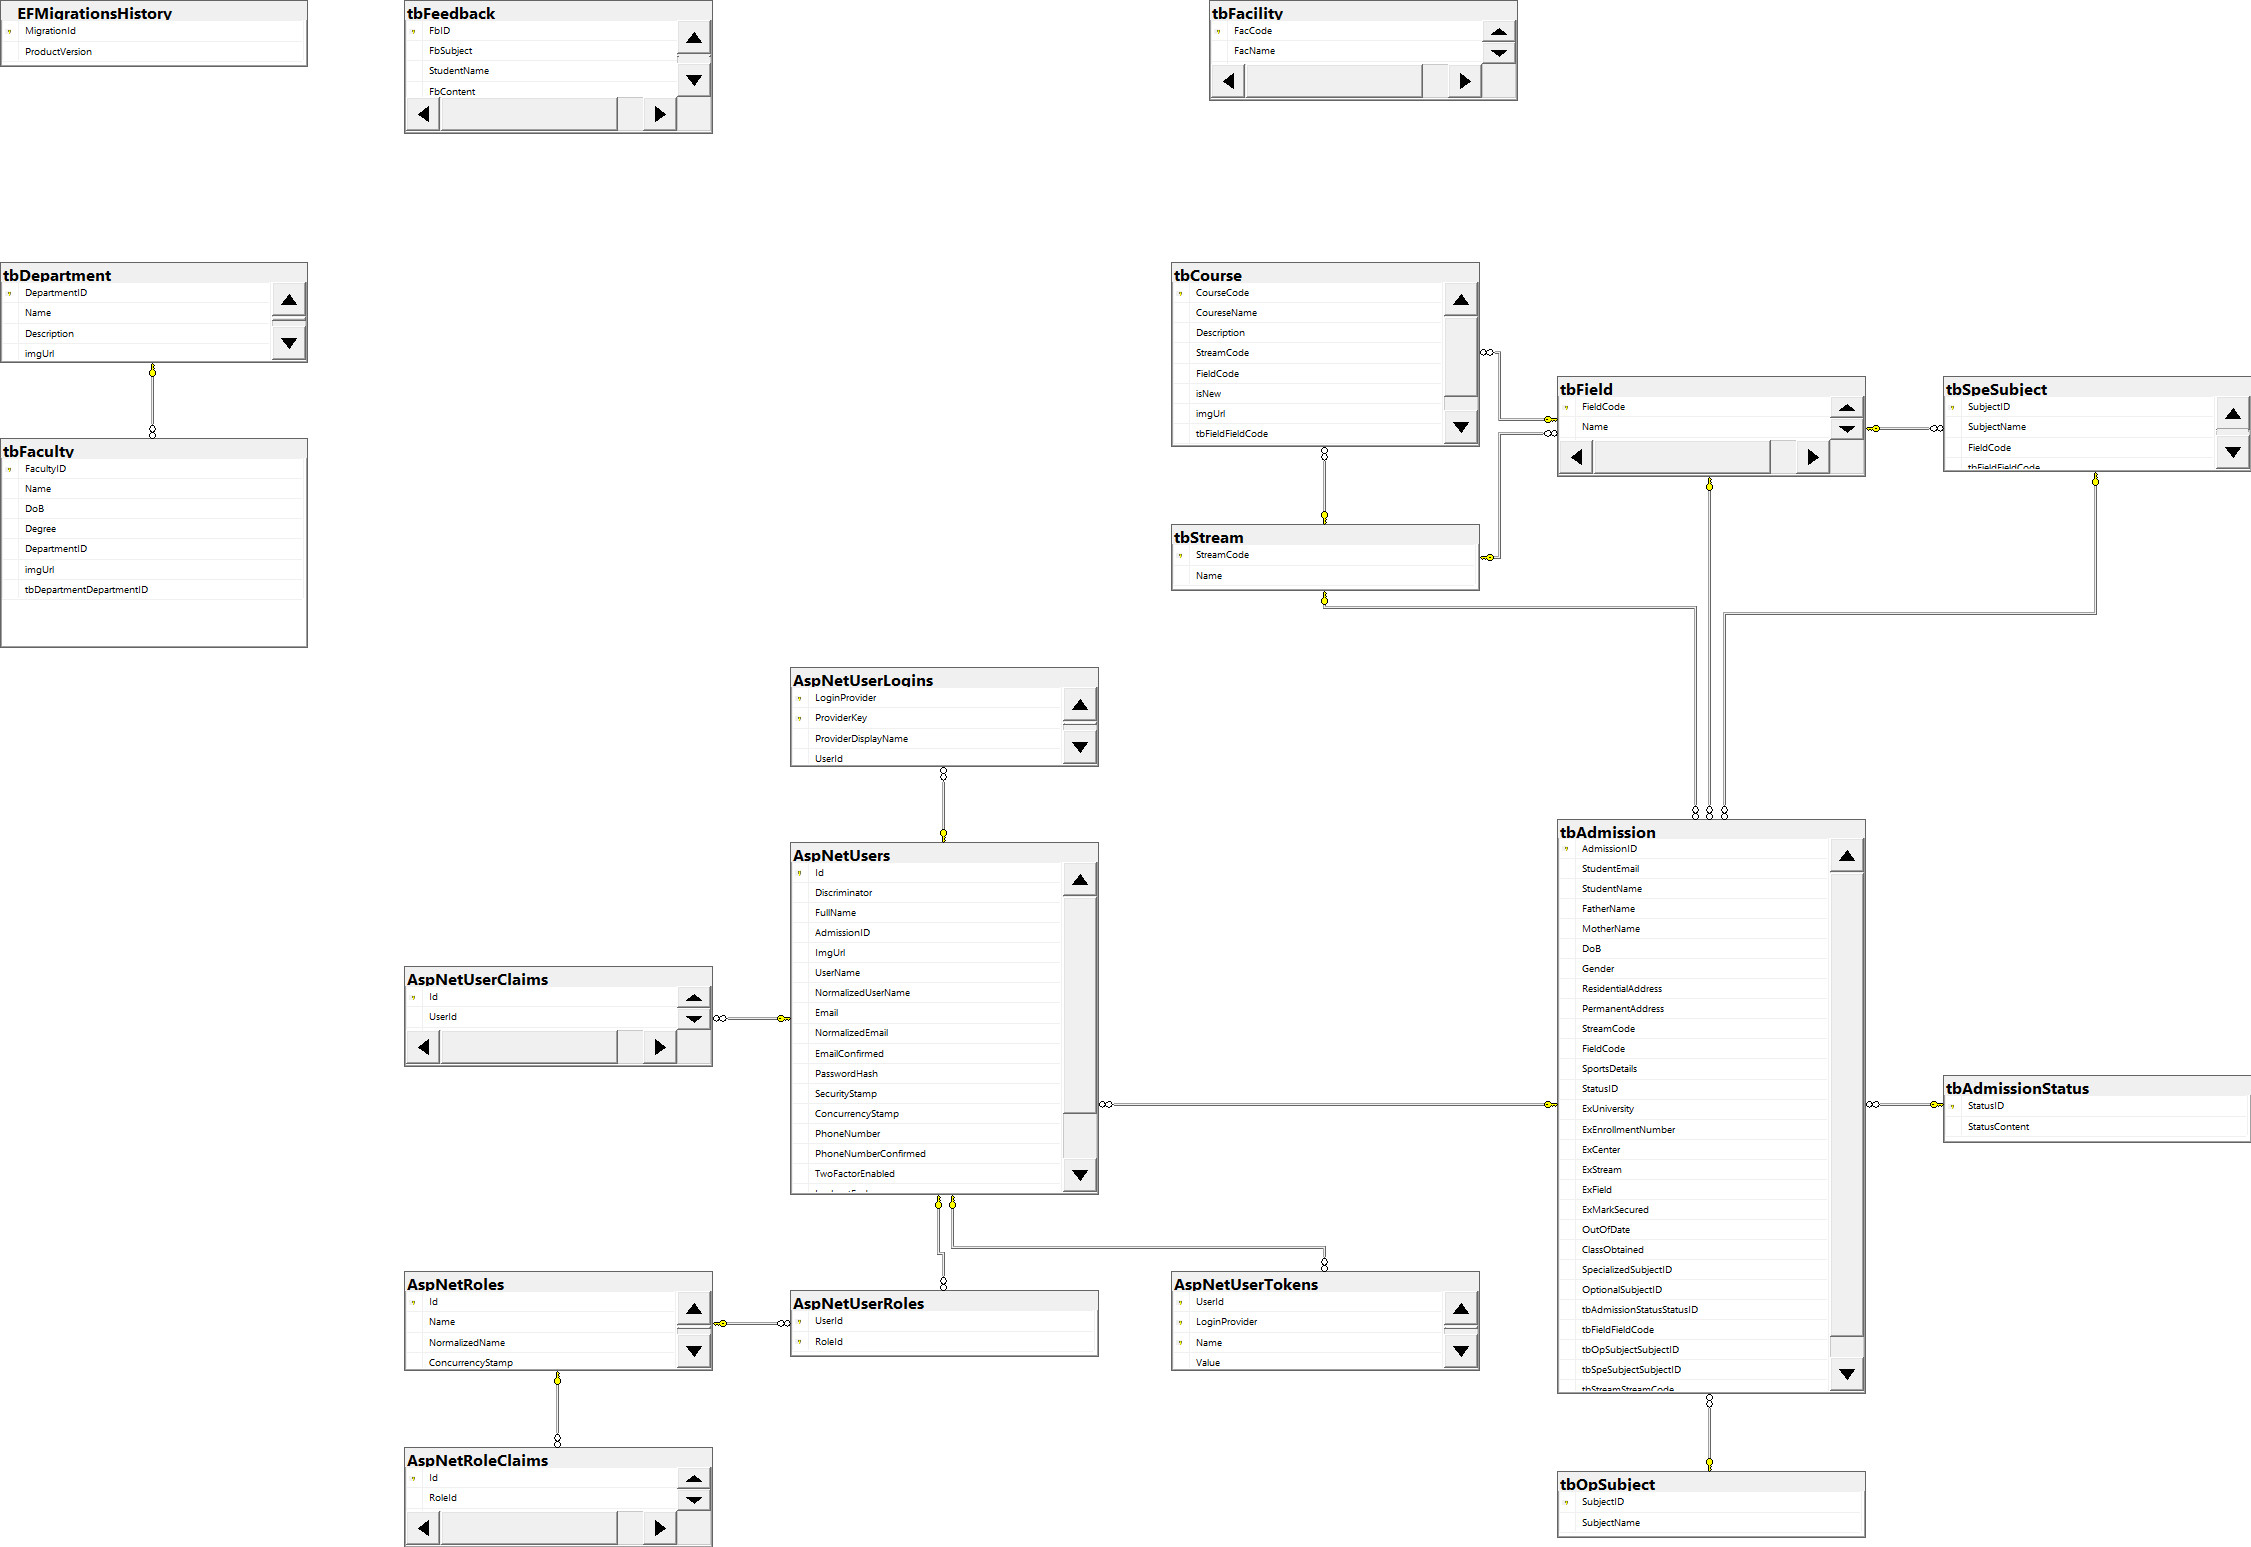 EFMigrationsHistory
MigrationId
ProductVersion
tbFeedback
FbID
FbSubject
StudentName
FbContent
tbFacility
FacCode
FacName
tbDepartment
DepartmentID
Name
Description
imgUrl
tbFaculty
FacultyID
Name
DoB
Degree
DepartmentID
imgUrl
tbDepartmentDepartmentID
tbCourse
CourseCode
CoureseName
Description
StreamCode
FieldCode
isNew
imgUrl
tbFieldFieldCode
tbField
FieldCode
Name
tbSpeSubject
SubjectID
SubjectName
FieldCode
tbFieldFieldCode
tbStream
StreamCode
Name
AspNetUserLogins
LoginProvider
ProviderKey
ProviderDisplayName
UserId
AspNetUsers
Id
Discriminator
FullName
AdmissionID
ImgUrl
UserName
NormalizedUserName
Email
NormalizedEmail
EmailConfirmed
PasswordHash
SecurityStamp
ConcurrencyStamp
PhoneNumber
PhoneNumberConfirmed
TwoFactorEnabled
AspNetUserClaims
Id
UserId
tbAdmission
AdmissionID
StudentEmail
StudentName
FatherName
MotherName
DoB
Gender
ResidentialAddress
PermanentAddress
StreamCode
FieldCode
SportsDetails
StatusID
ExUniversity
ExEnrollmentNumber
ExCenter
ExStream
ExField
ExMarkSecured
OutOfDate
ClassObtained
SpecializedSubjectID
OptionalSubjectID
tbAdmissionStatusStatusID
tbFieldFieldCode
tbOpSubjectSubjectID
tbSpeSubjectSubjectID
tbStreamStreamCode
tbAdmissionStatus
StatusID
StatusContent
AspNetRoles
Id
Name
NormalizedName
ConcurrencyStamp
AspNetUserRoles
UserId
RoleId
AspNetUserTokens
UserId
LoginProvider
Name
Value
AspNetRoleClaims
Id
RoleId
tbOpSubject
SubjectID
SubjectName